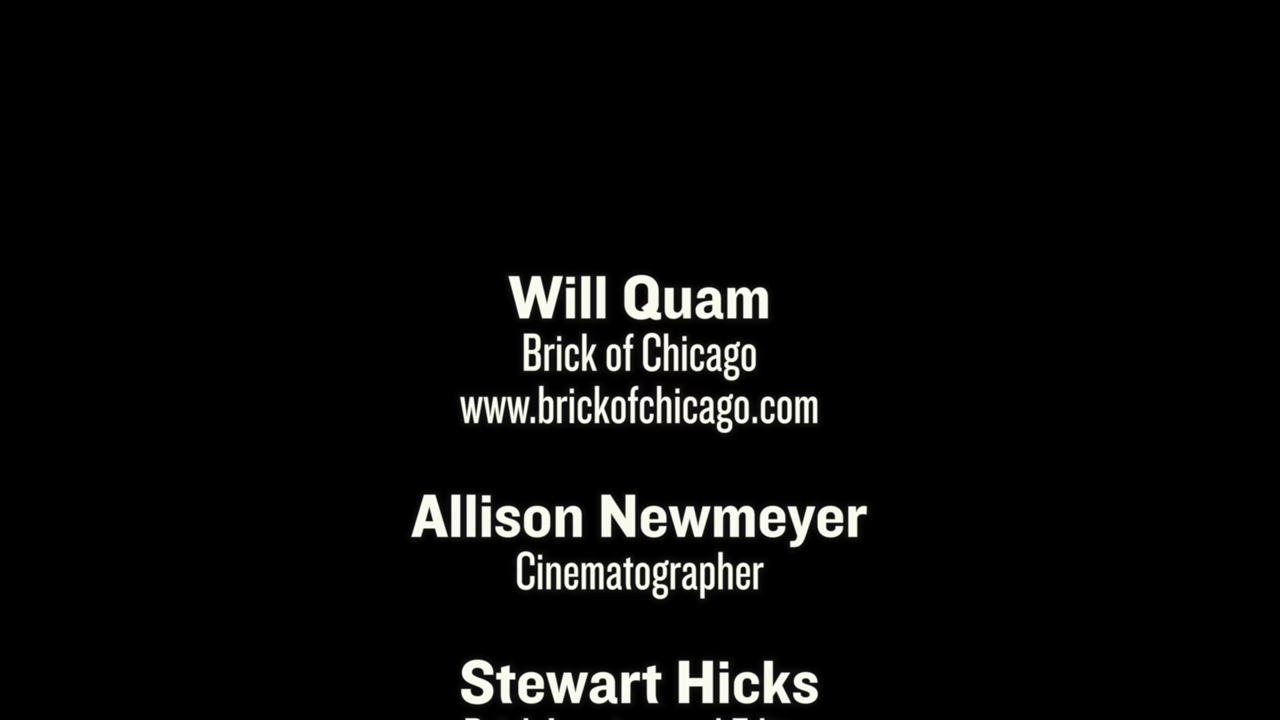 Will Quam
Brick of Chicago
www.brickofchicago.com
Allison Newmeyer
Cinematographer
Stewart Hicks